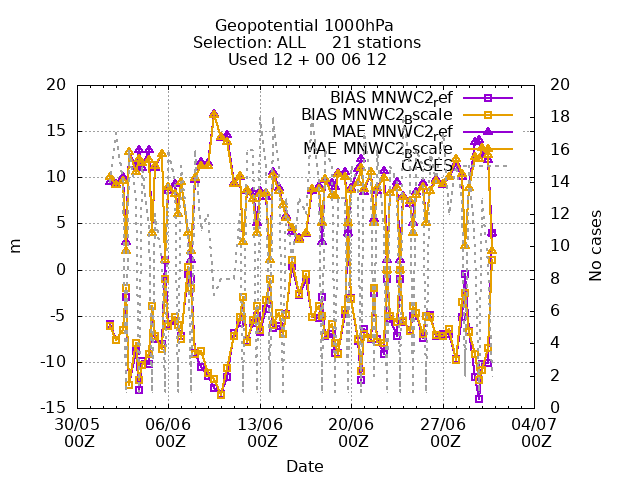 Geopotential 1000hPa
Selection: ALL 21 stations
Used 12 + 00 06 12
BIAS MNWC2_ref
BIAS MNWC2_Bscale
MAE MNWC2_ref
MAE MNWC2_Bscale
CASES
20
15
10
5
0
-5
-10
-15
m
20
18
16
14
12
10
8
6
4
2
0
No cases
30/05 06/06 13/06 20/06 27/06 04/07
00Z 00Z 00Z 00Z 00Z 00Z
Date